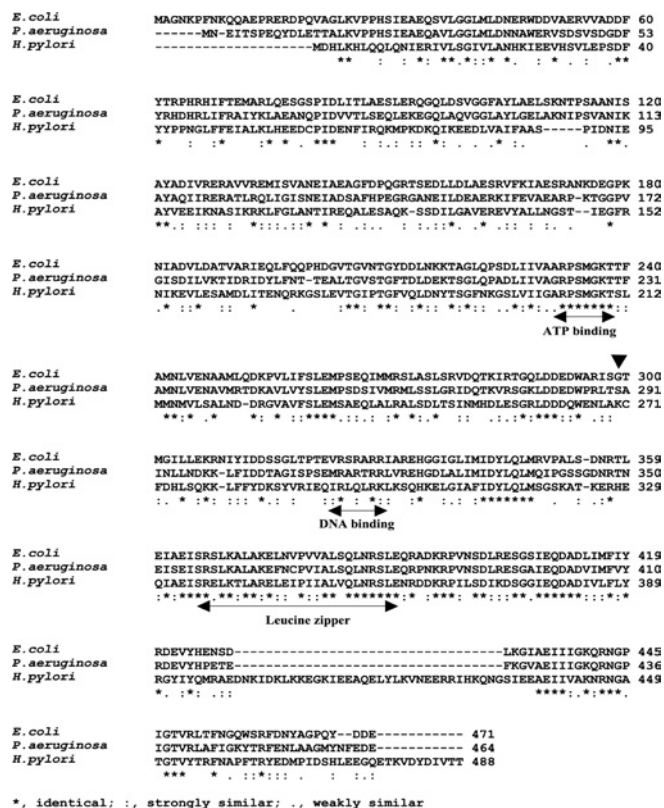 E.coli MAGNKPFNKQQAEPRERDPQVAGLKVPPHSIEAEQSVLGGLMLDNERWDDVAERVVADDF 60
P.aeruginosa ------MN-EITSPEQYDLETTALKVPPHSIEAEQAVLGGLMLDNNAWERVSDSVSDGDF 53
H.pylori --------------------MDHLKHLQQLQNIERIVLSGIVLANHKIEEVHSVLEPSDF 40
E.coli YTRPHRHIFTEMARLQESGSPIDLITLAESLERQGQLDSVGGFAYLAELSKNTPSAANIS 120
P.aeruginosa YRHDHRLIFRAIYKLAEANQPIDVVTLSEQLEKEGQLAQVGGLAYLGELAKNIPSVANIK 113
H.pylori YYPPNGLFFEIALKLHEEDCPIDENFIRQKMPKDKQIKEEDLVAIFAAS-----PIDNIE 95
E.coli AYADIVRERAVVREMISVANEIAEAGFDPQGRTSEDLLDLAESRVFKIAESRANKDEGPK 180
P.aeruginosa AYAQIIRERATLRQLIGISNEIADSAFHPEGRGANEILDEAERKIFEVAEARP-KTGGPV 172
H.pylori AYVEEIKNASIKRKLFGLANTIREQALESAQK-SSDILGAVEREVYALLNGST-IEGFR 152
E.coli NIADVLDATVARIEQLFQQPHDGVTGVNTGYDDLNKKTAGLQPSDLIIVAARPSMGKTTF 240
P.aeruginosa GISDILVKTIDRIDYLFNT-TEALTGVSTGFTDLDEKTSGLQPADLIIVAGRPSMGKTTF 231
H.pylori NIKEVLESAMDLITENQRKGSLEVTGIPTGFVQLDNYTSGFNKGSLVIIGARPSMGKTSL 212
ATP binding
E.coli AMNLVENAAMLQDKPVLIFSLEMPSEQIMMRSLASLSRVDQTKIRTGQLDDEDWARISGT 300
P.aeruginosa AMNLVENAVMRTDKAVLVYSLEMPSDSIVMRMLSSLGRIDQTKVRSGKLDDEDWPRLTSA 291
H.pylori MMNMVLSALND-DRGVAVFSLEMSAEQLALRALSDLTSINMHDLESGRLDDDQWENLAKC 271
E.coli MGILLEKRNIYIDDSSGLTPTEVRSRARRIAREHGGIGLIMIDYLQLMRVPALS-DNRTL 359
P.aeruginosa INLLNDKK-LFIDDTAGISPSEMRARTRRLVREHGDLALIMIDYLQLMQIPGSSGDNRTN 350
H.pylori FDHLSQKK-LFFYDKSYVRIEQIRLQLRKLKSQHKELGIAFIDYLQLMSGSKAT-KERHE 329
DNA binding
E.coli EIAEISRSLKALAKELNVPVVALSQLNRSLEQRADKRPVNSDLRESGSIEQDADLIMFIY 419
P.aeruginosa EISEISRSLKALAKEFNCPVIALSQLNRSLEQRPNKRPVNSDLRESGAIEQDADVIMFVY 410
H.pylori QIAEISRELKTLARELEIPIIALVQLNRSLENRDDKRPILSDIKDSGGIEQDADIVLFLY 389
Leucine zipper
E.coli RDEVYHENSD------------------------------LKGIAEIIIGKQRNGP 445
P.aeruginosa RDEVYHPETE------------------------------FKGVAEIIIGKQRNGP 436
H.pylori RGYIYQMRAEDNKIDKLKKEGKIEEAQELYLKVNEERRIHKQNGSIEEAEIIVAKNRNGA 449
E.coli IGTVRLTFNGQWSRFDNYAGPQY--DDE--------- 471
P.aeruginosa IGTVRLAFIGKYTRFENLAAGMYNFEDE--------- 464
H.pylori TGTVYTRFNAPFTRYEDMPIDSHLEEGQETKVDYDIVTT 488
*, identical; :, strongly similar; ., weakly similar